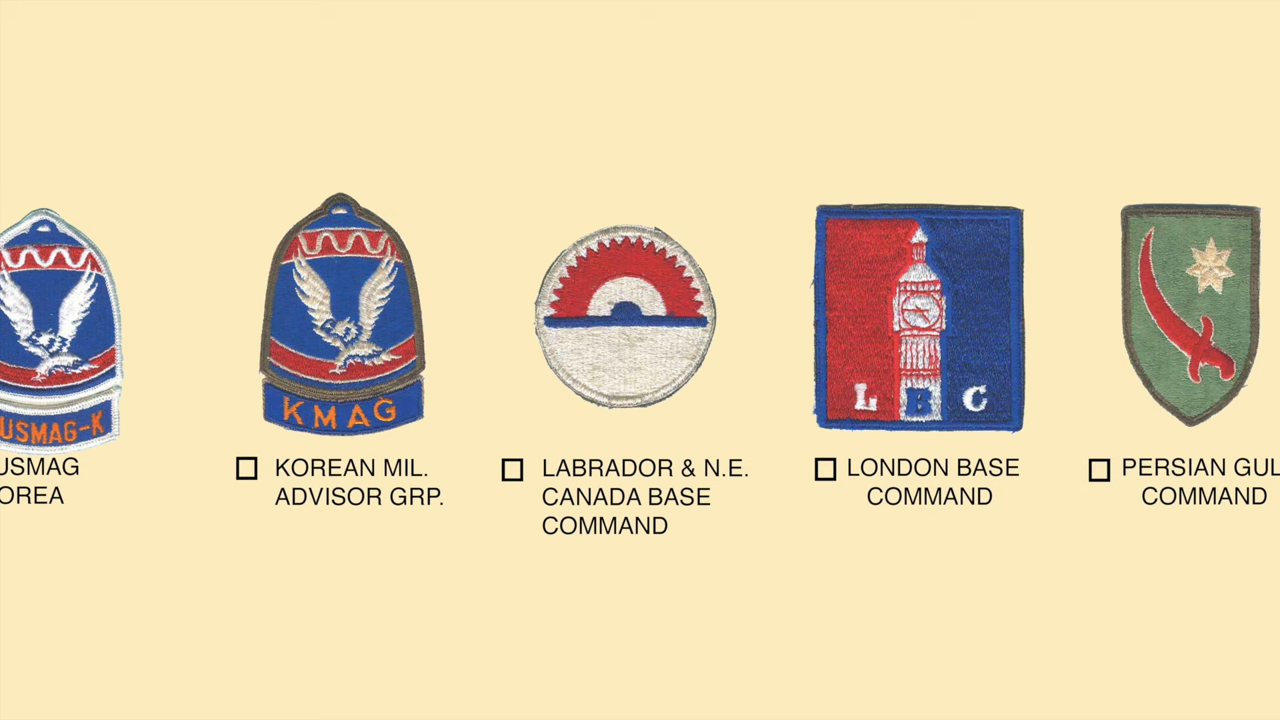 USMAG-K
USMAG
OREA
KMAG
KOREAN MIL.
ADVISOR GRP.
LABRADOR & N.E.
CANADA BASE
COMMAND
L B C
LONDON BASE
COMMAND
PERSIAN GUL
COMMAND